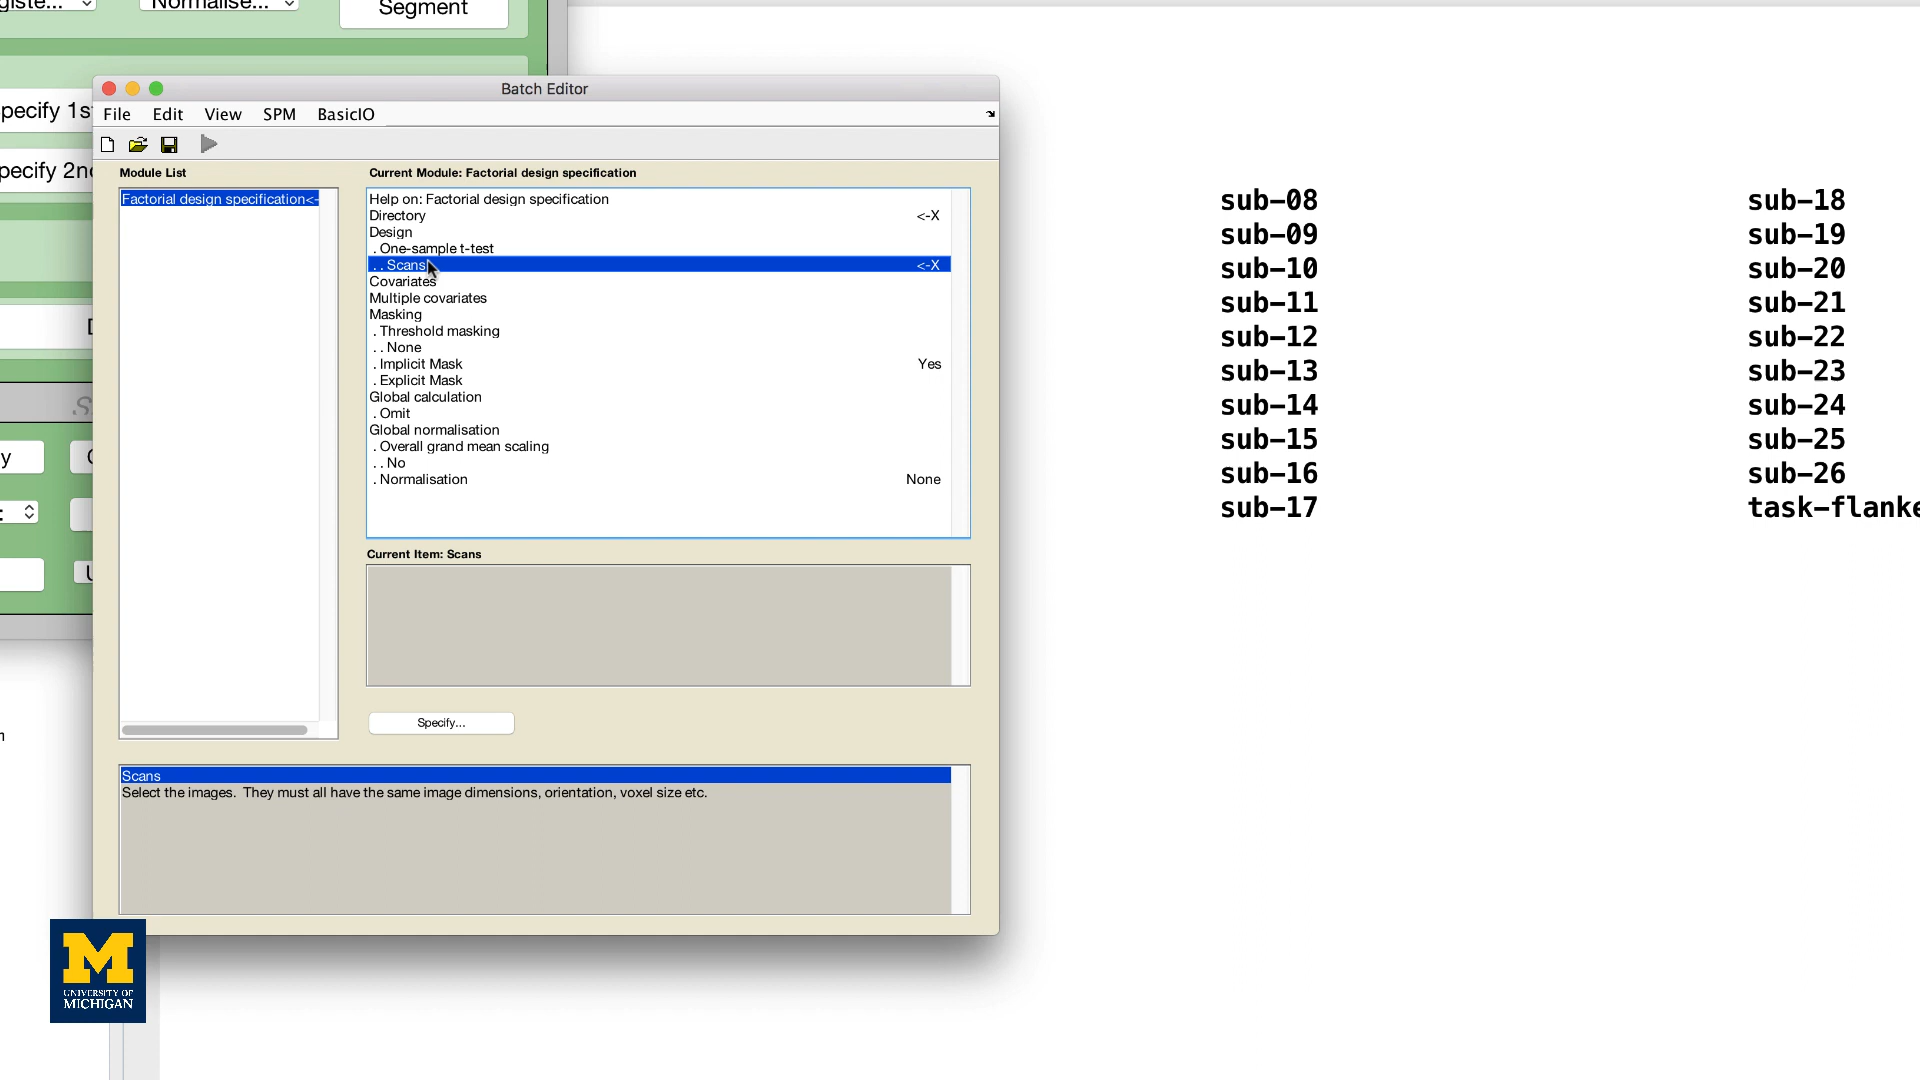 Normalise...
Segment
Batch Editor
File Edit View SPM BasicIO
pecify 1s
pecify 2n
Module List
Factorial design specification<-
Current Module: Factorial design specification
Help on: Factorial design specification
Directory <-X
Design
. One-sample t-test
. . Scans <-X
Covariates
Multiple covariates
Masking
. Threshold masking
. . None
. Implicit Mask Yes
. Explicit Mask
Global calculation
. Omit
Global normalisation
. Overall grand mean scaling
. . No
. Normalisation None
Current Item: Scans
Specify...
Scans
Select the images. They must all have the same image dimensions, orientation, voxel size etc.
UNIVERSITY OF
MICHIGAN
sub-08
sub-09
sub-10
sub-11
sub-12
sub-13
sub-14
sub-15
sub-16
sub-17
sub-18
sub-19
sub-20
sub-21
sub-22
sub-23
sub-24
sub-25
sub-26
task-flanke